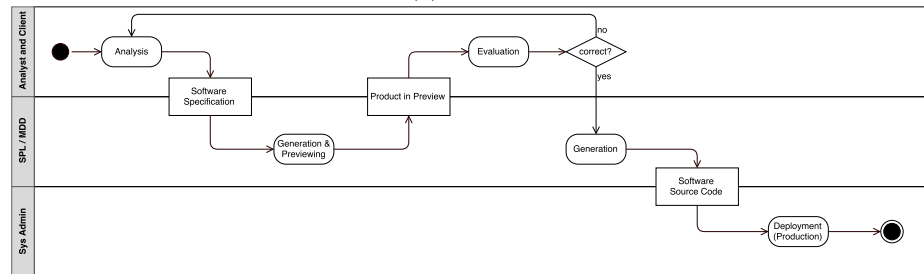 Analyst and Client
Analysis
Evaluation
no
correct?
yes
Software
Specification
Product in Preview
SPL / MDD
Generation &
Previewing
Generation
Software
Source Code
Sys Admin
Deployment
(Production)